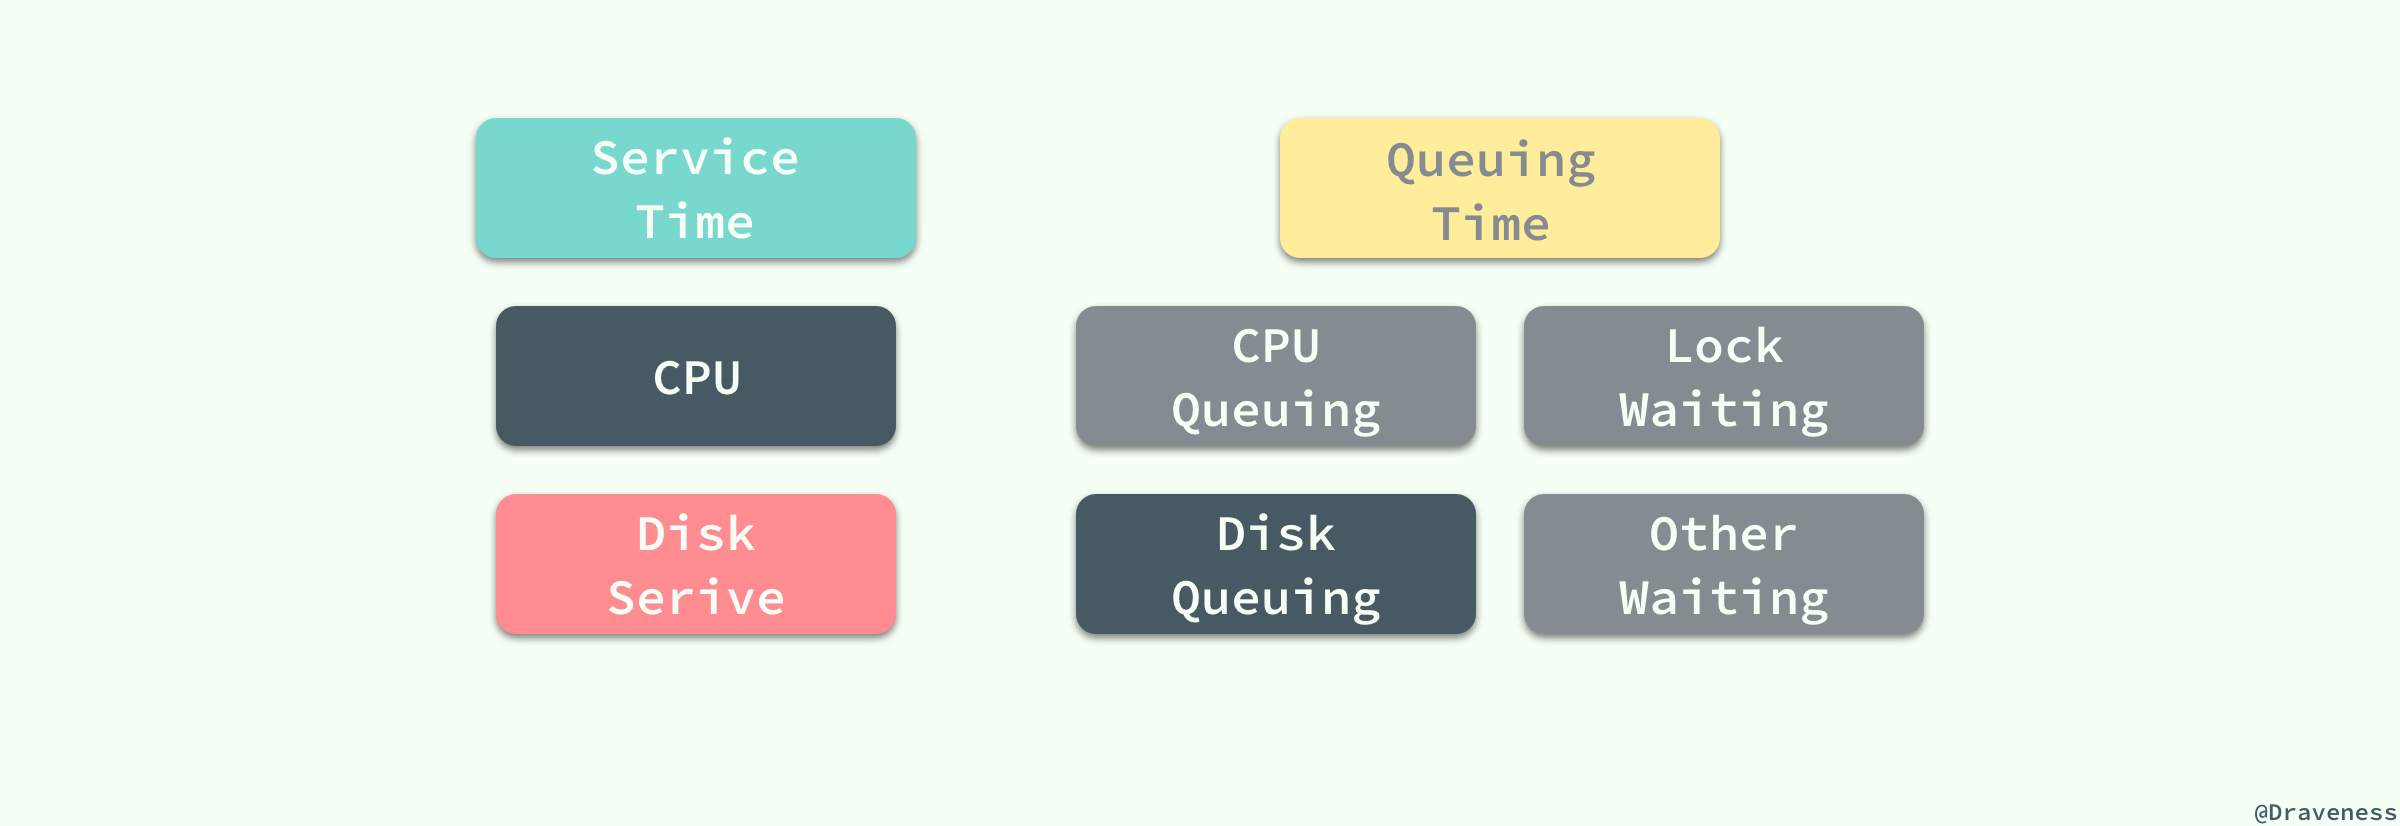 Service
Time
Queuing
Time
CPU
CPU
Queuing
Lock
Waiting
Disk
Serive
Disk
Queuing
Other
Waiting
@Draveness